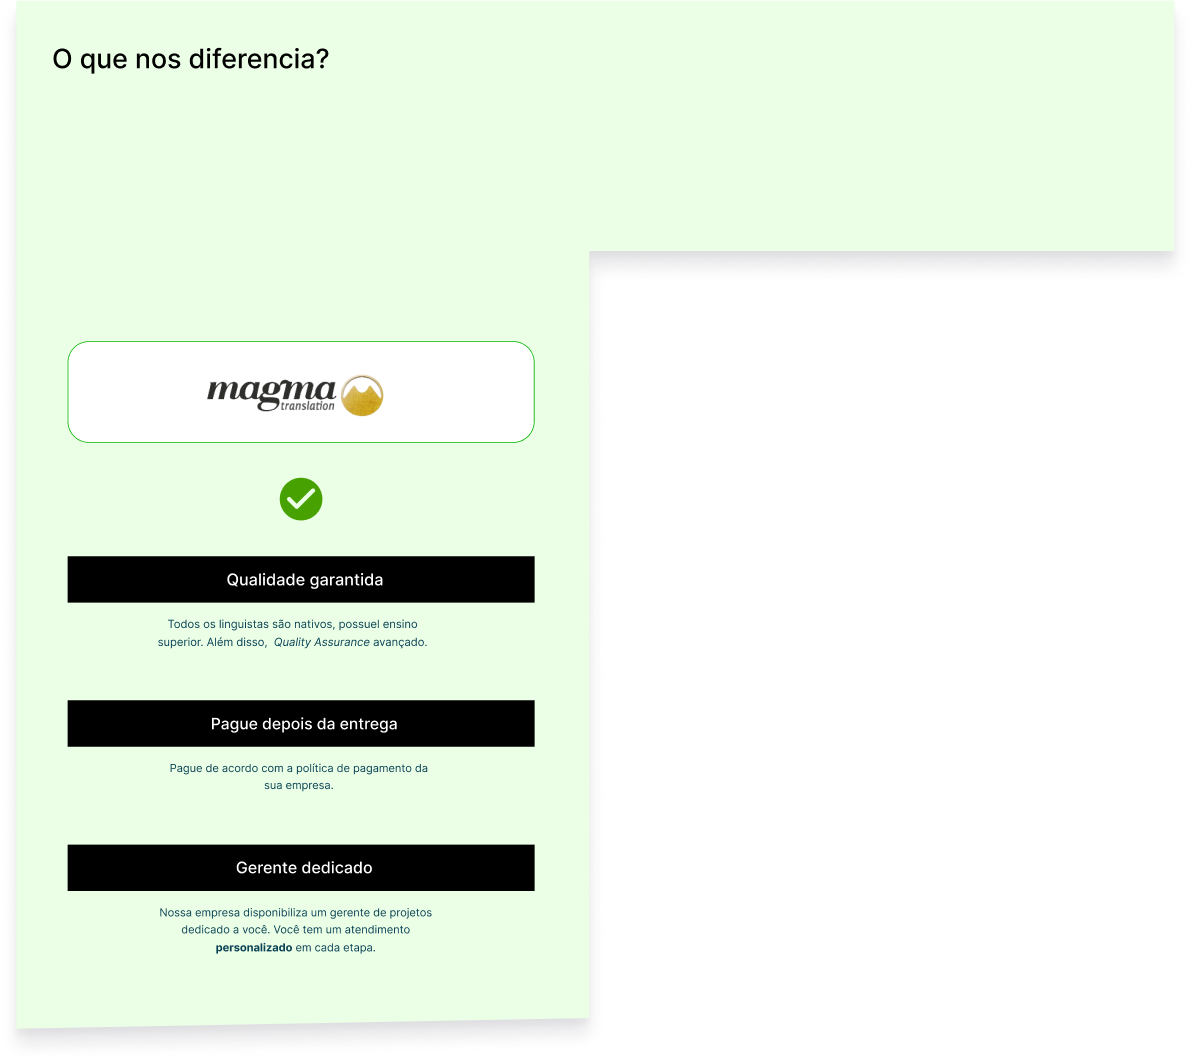 O que nos diferencia?
magma
translation
Qualidade garantida
Todos os linguistas são nativos, possuel ensino
superior. Além disso, Quality Assurance avançado.
Pague depois da entrega
Pague de acordo com a política de pagamento da
sua empresa.
Gerente dedicado
Nossa empresa disponibiliza um gerente de projetos
dedicado a você. Você tem um atendimento
personalizado em cada etapa.